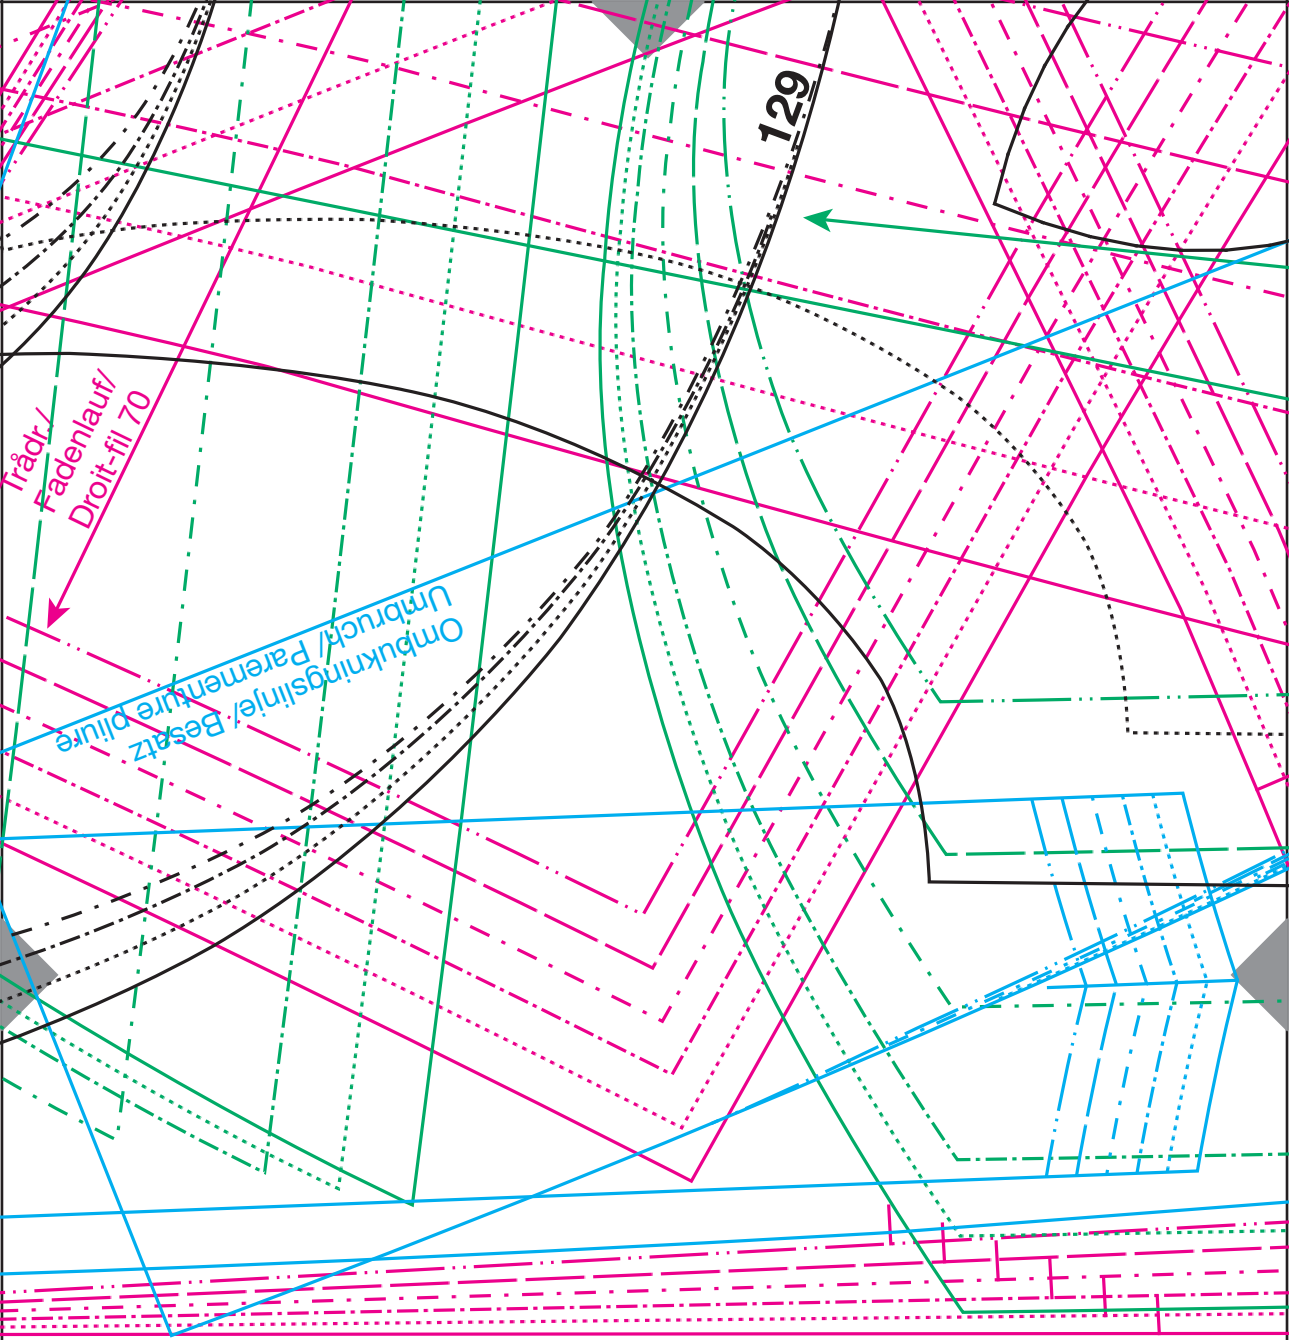 129
Trådr./
Fadenlauf/
Droit-fil 70
Ombukningslinje/ Besatz
Umbruch/ Parementure pliure